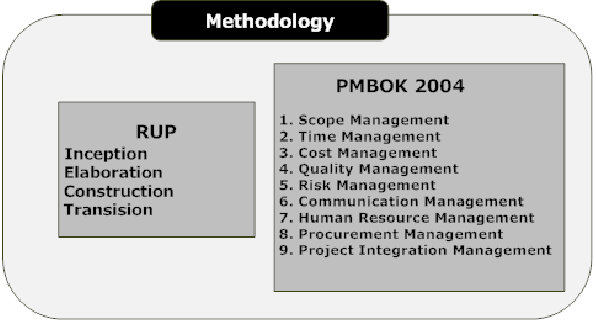 Methodology
RUP
Inception
Elaboration
Construction
Transision
PMBOK 2004
1. Scope Management
2. Time Management
3. Cost Management
4. Quality Management
5. Risk Management
6. Communication Management
7. Human Resource Management
8. Procurement Management
9. Project Integration Management